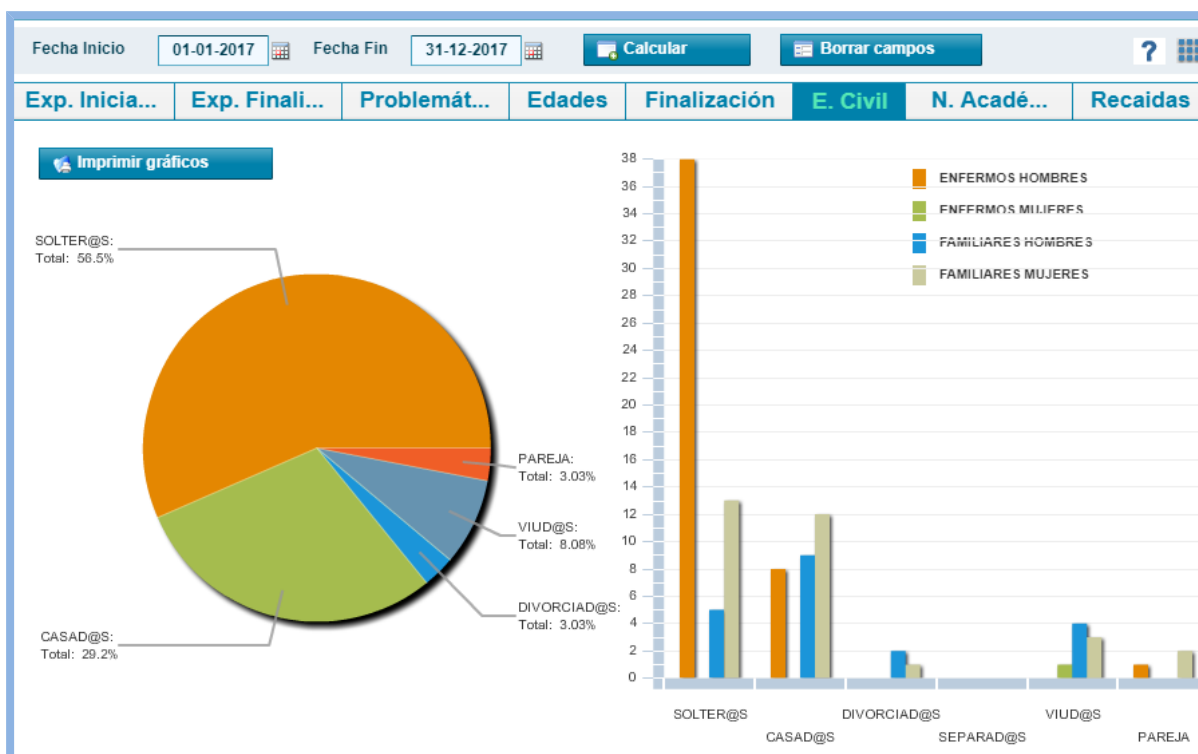 Fecha Inicio 01-01-2017 Fecha Fin 31-12-2017 Calcular Borrar campos ?
Exp. Inicia... Exp. Finali... Problemát... Edades Finalización E. Civil N. Acadé... Recaidas
Imprimir gráficos
SOLTER@S:
Total: 56.5%
PAREJA:
Total: 3.03%
VIUD@S:
Total: 8.08%
DIVORCIAD@S:
Total: 3.03%
CASAD@S:
Total: 29.2%
38
36
34
32
30
28
26
24
22
20
18
16
14
12
10
8
6
4
2
0
ENFERMOS HOMBRES
ENFERMOS MUJERES
FAMILIARES HOMBRES
FAMILIARES MUJERES
SOLTER@S DIVORCIAD@S VIUD@S
CASAD@S SEPARAD@S PAREJA